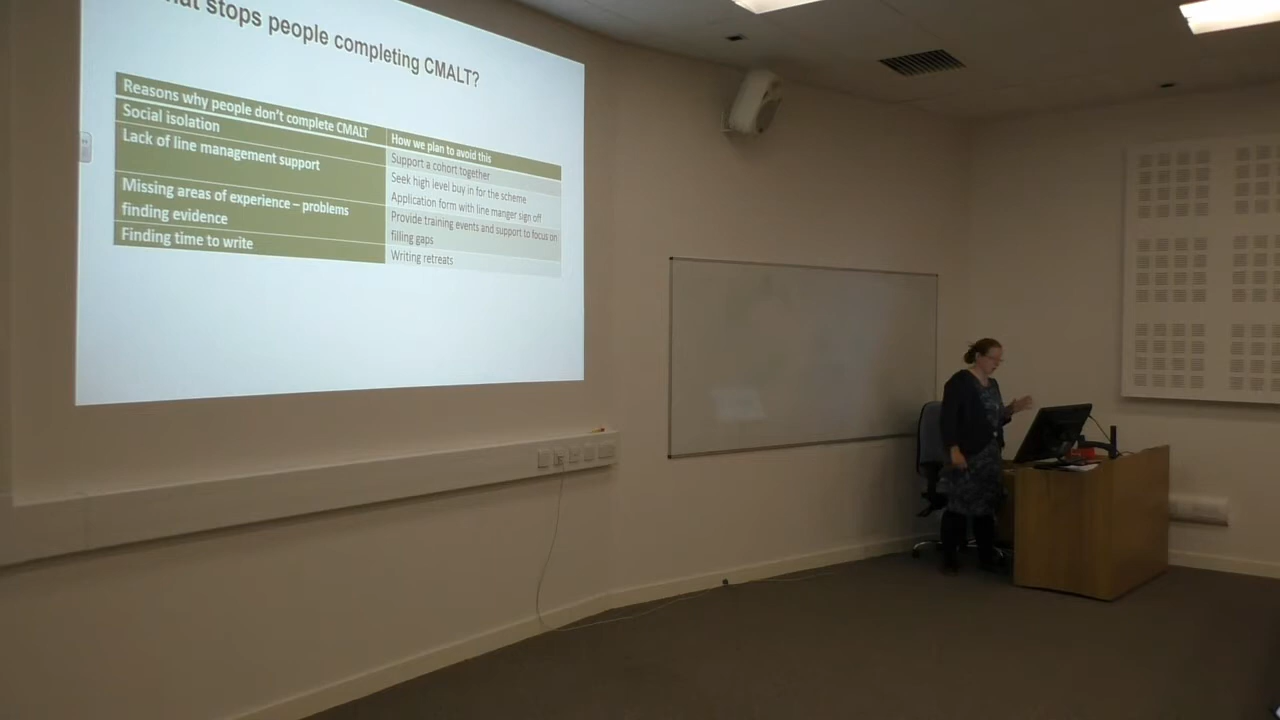 stops people completing CMALT?
Reasons why people don't complete CMALT
How we plan to avoid this
Social isolation
Support a cohort together
Lack of line management support
Seek high level buy in for the scheme
Application form with line manger sign off
Missing areas of experience – problems
finding evidence
Provide training events and support to focus on
filling gaps
Finding time to write
Writing retreats